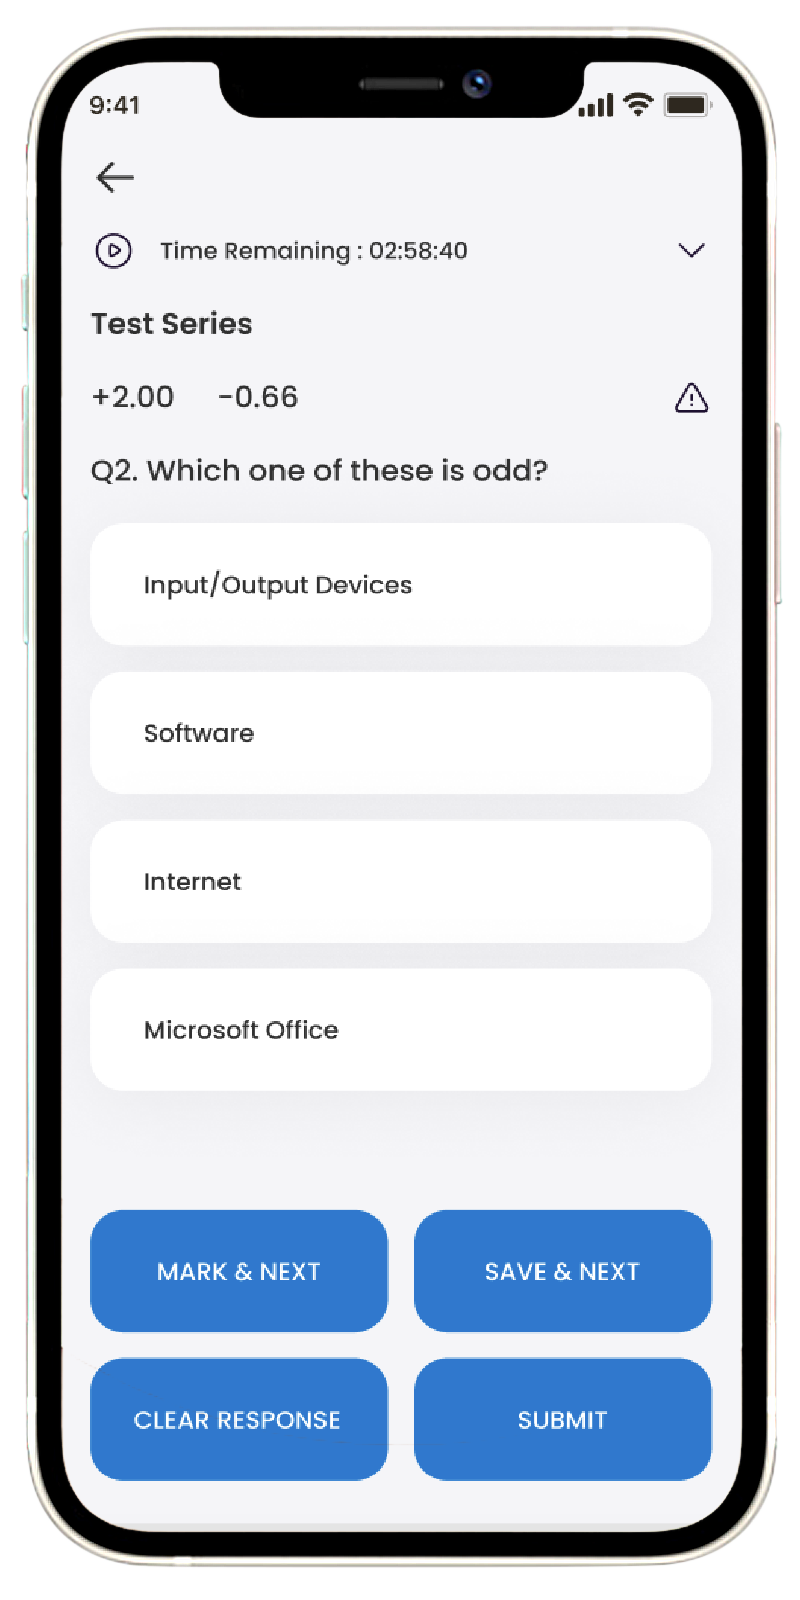 9:41
Time Remaining : 02:58:40
Test Series
+2.00 -0.66
Q2. Which one of these is odd?
Input/Output Devices
Software
Internet
Microsoft Office
MARK & NEXT SAVE & NEXT
CLEAR RESPONSE SUBMIT